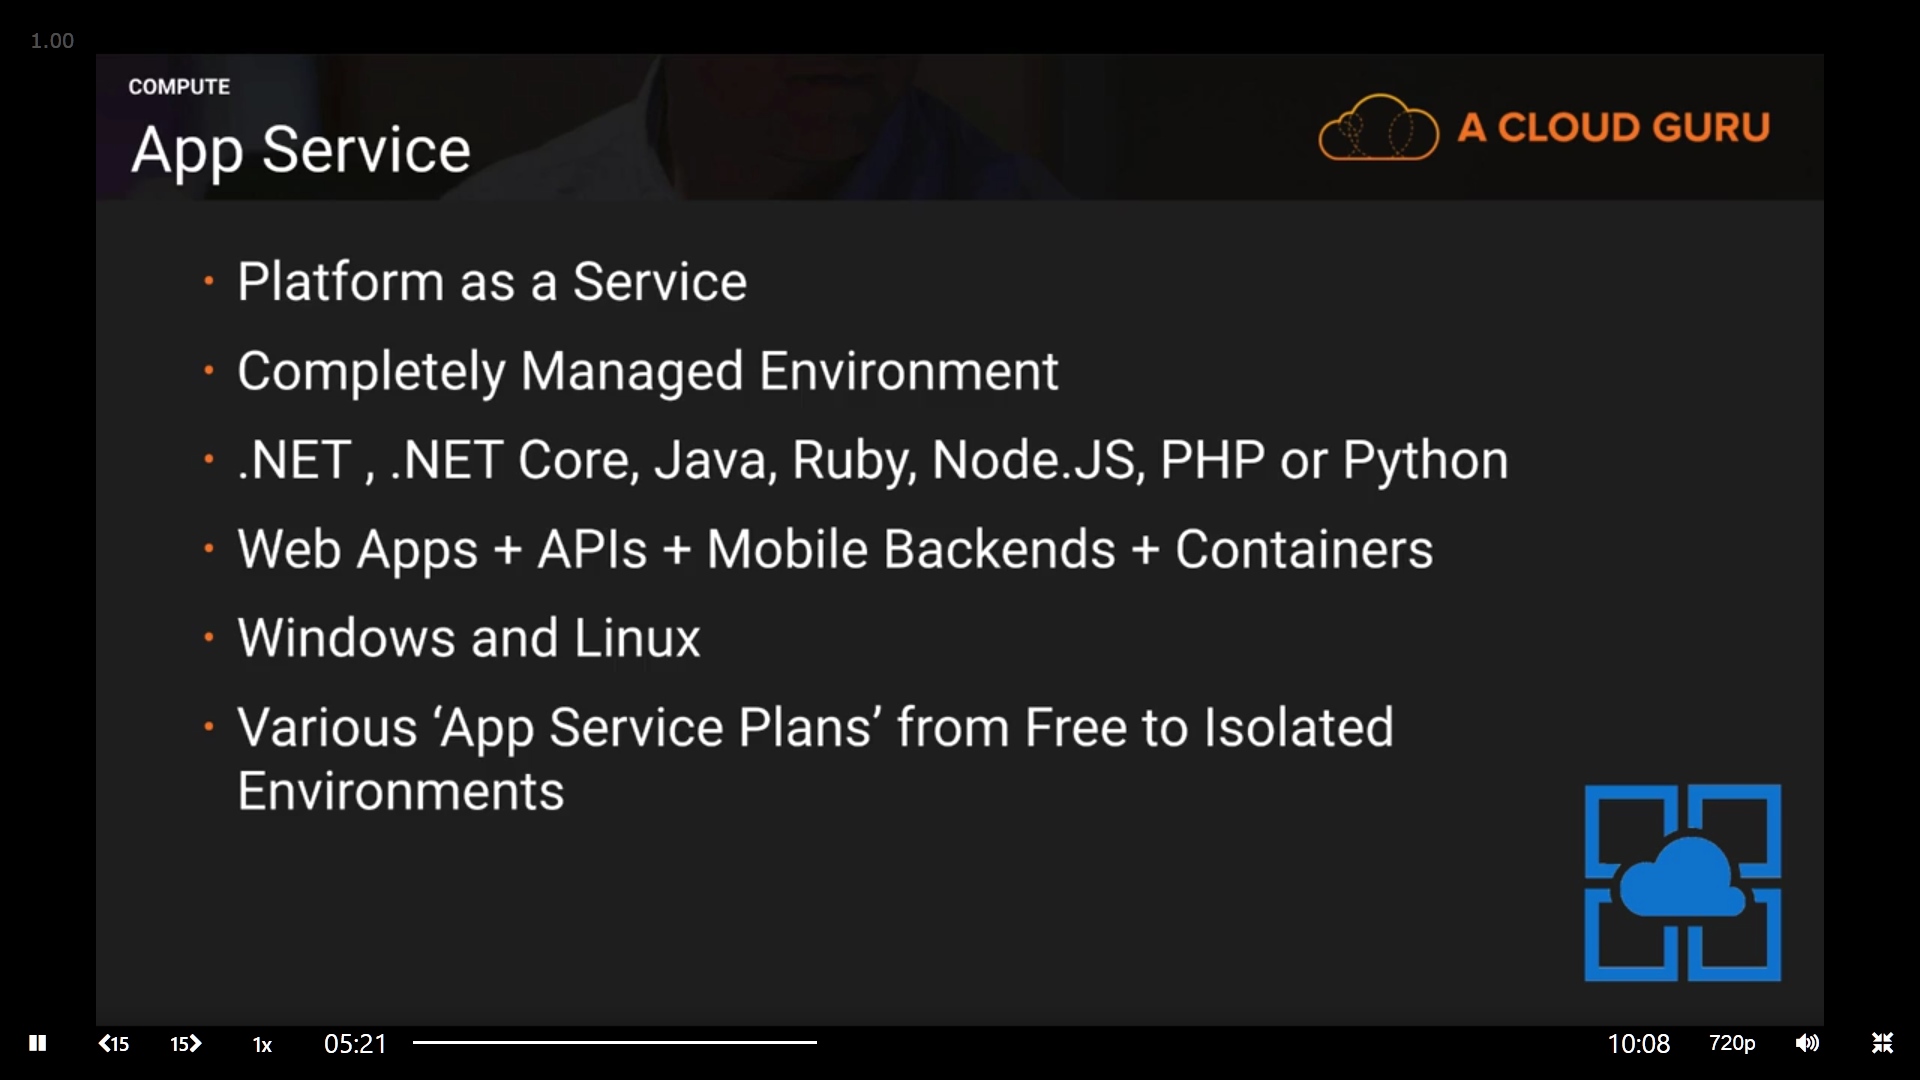 1.00
COMPUTE
App Service
A CLOUD GURU
• Platform as a Service
• Completely Managed Environment
• .NET , .NET Core, Java, Ruby, Node.JS, PHP or Python
• Web Apps + APIs + Mobile Backends + Containers
• Windows and Linux
• Various ‘App Service Plans’ from Free to Isolated
Environments
15 15 1x 05:21 10:08 720p